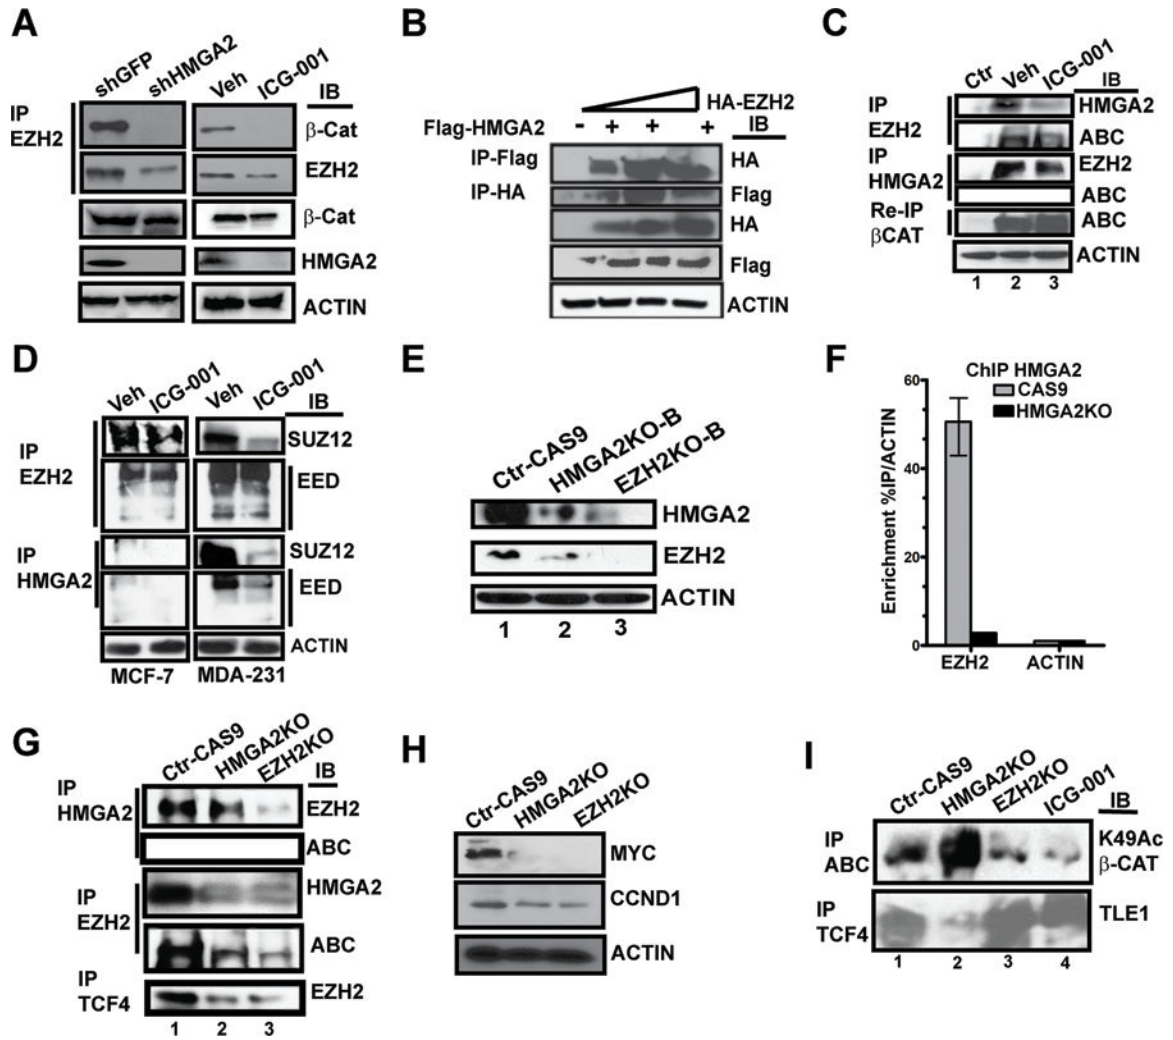 A
shGFP
shHMGA2
Veh
ICG-001
IB
IP
EZH2
β-Cat
EZH2
β-Cat
HMGA2
ACTIN
B
HA-EZH2
Flag-HMGA2 - + + +
IB
IP-Flag HA
IP-HA Flag
HA
Flag
ACTIN
C
Ctr
Veh
ICG-001
IB
IP
EZH2
HMGA2
ABC
IP
HMGA2
EZH2
ABC
Re-IP
βCAT
ABC
ACTIN
1 2 3
D
Veh
ICG-001
Veh
ICG-001
IB
IP
EZH2
SUZ12
EED
IP
HMGA2
SUZ12
EED
ACTIN
MCF-7 MDA-231
E
Ctr-CAS9
HMGA2KO-B
EZH2KO-B
HMGA2
EZH2
ACTIN
1 2 3
F
ChIP HMGA2
CAS9
HMGA2KO
Enrichment %IP/ACTIN
60
40
20
0
EZH2 ACTIN
G
Ctr-CAS9
HMGA2KO
EZH2KO
IB
IP
HMGA2
EZH2
ABC
IP
EZH2
HMGA2
ABC
IP
TCF4
EZH2
1 2 3
H
Ctr-CAS9
HMGA2KO
EZH2KO
MYC
CCND1
ACTIN
I
Ctr-CAS9
HMGA2KO
EZH2KO
ICG-001
IB
IP
ABC
K49Ac
β-CAT
IP
TCF4
TLE1
1 2 3 4